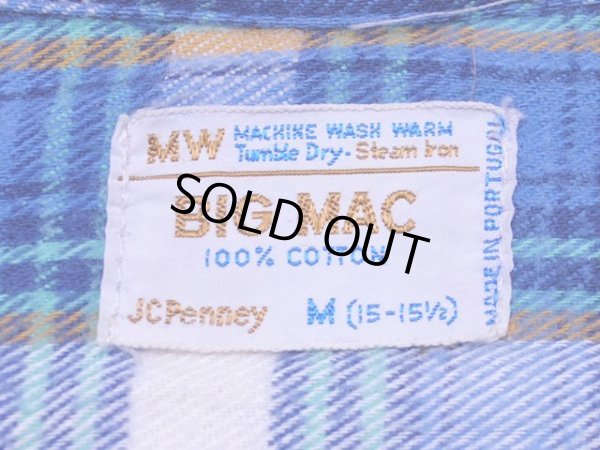 MW MACHINE WASH WARM
Tumble Dry - Steam Iron
BIG MAC
100% COTTON
JCPenney M (15-15½)
MADE IN PORTUGAL
SOLD OUT